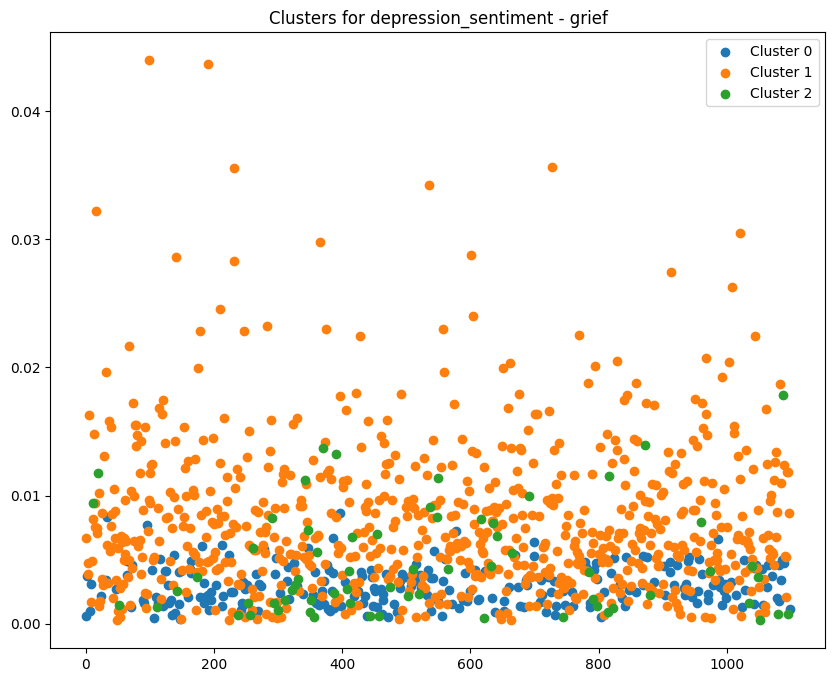 Clusters for depression_sentiment - grief
Cluster 0
Cluster 1
Cluster 2
0.04
0.03
0.02
0.01
0.00
0 200 400 600 800 1000